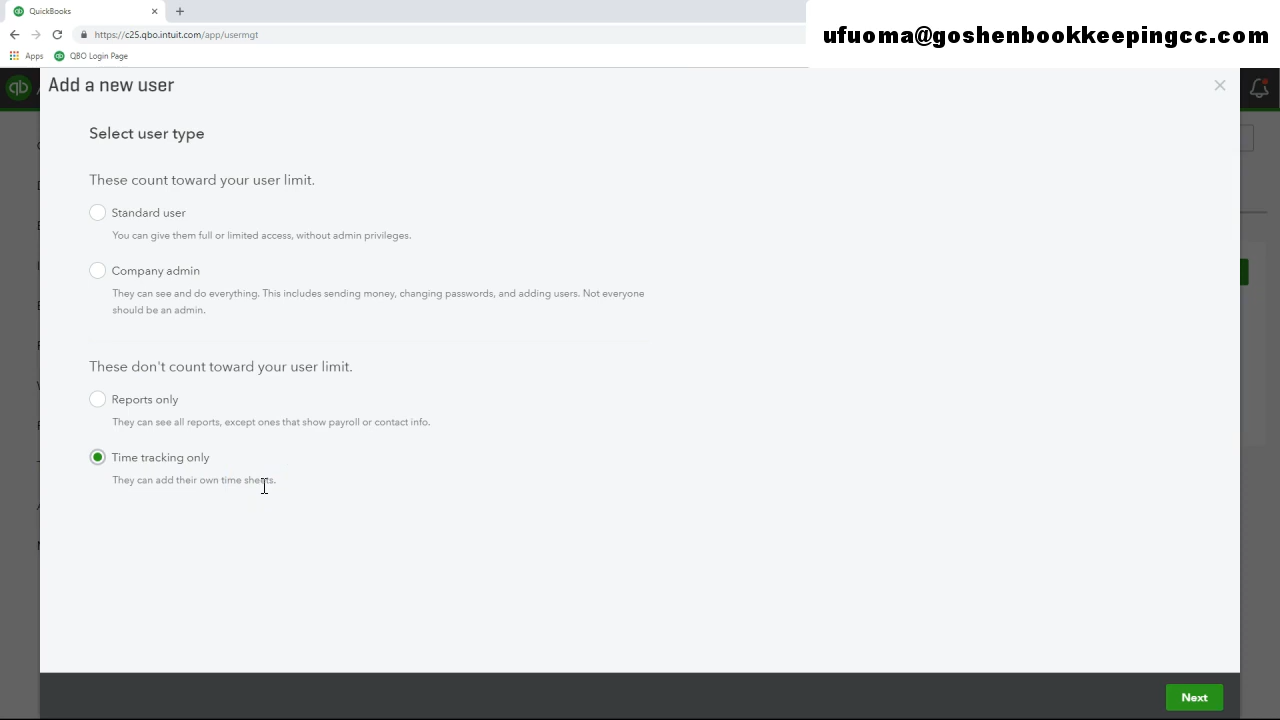 QuickBooks
https://c25.qbo.intuit.com/app/usermgt
Apps
QBO Login Page
ufuoma@goshenbookkeepingcc.com
qb
Add a new user
Select user type
These count toward your user limit.
Standard user
You can give them full or limited access, without admin privileges.
Company admin
They can see and do everything. This includes sending money, changing passwords, and adding users. Not everyone
should be an admin.
These don't count toward your user limit.
Reports only
They can see all reports, except ones that show payroll or contact info.
Time tracking only
They can add their own time sheets.
Next